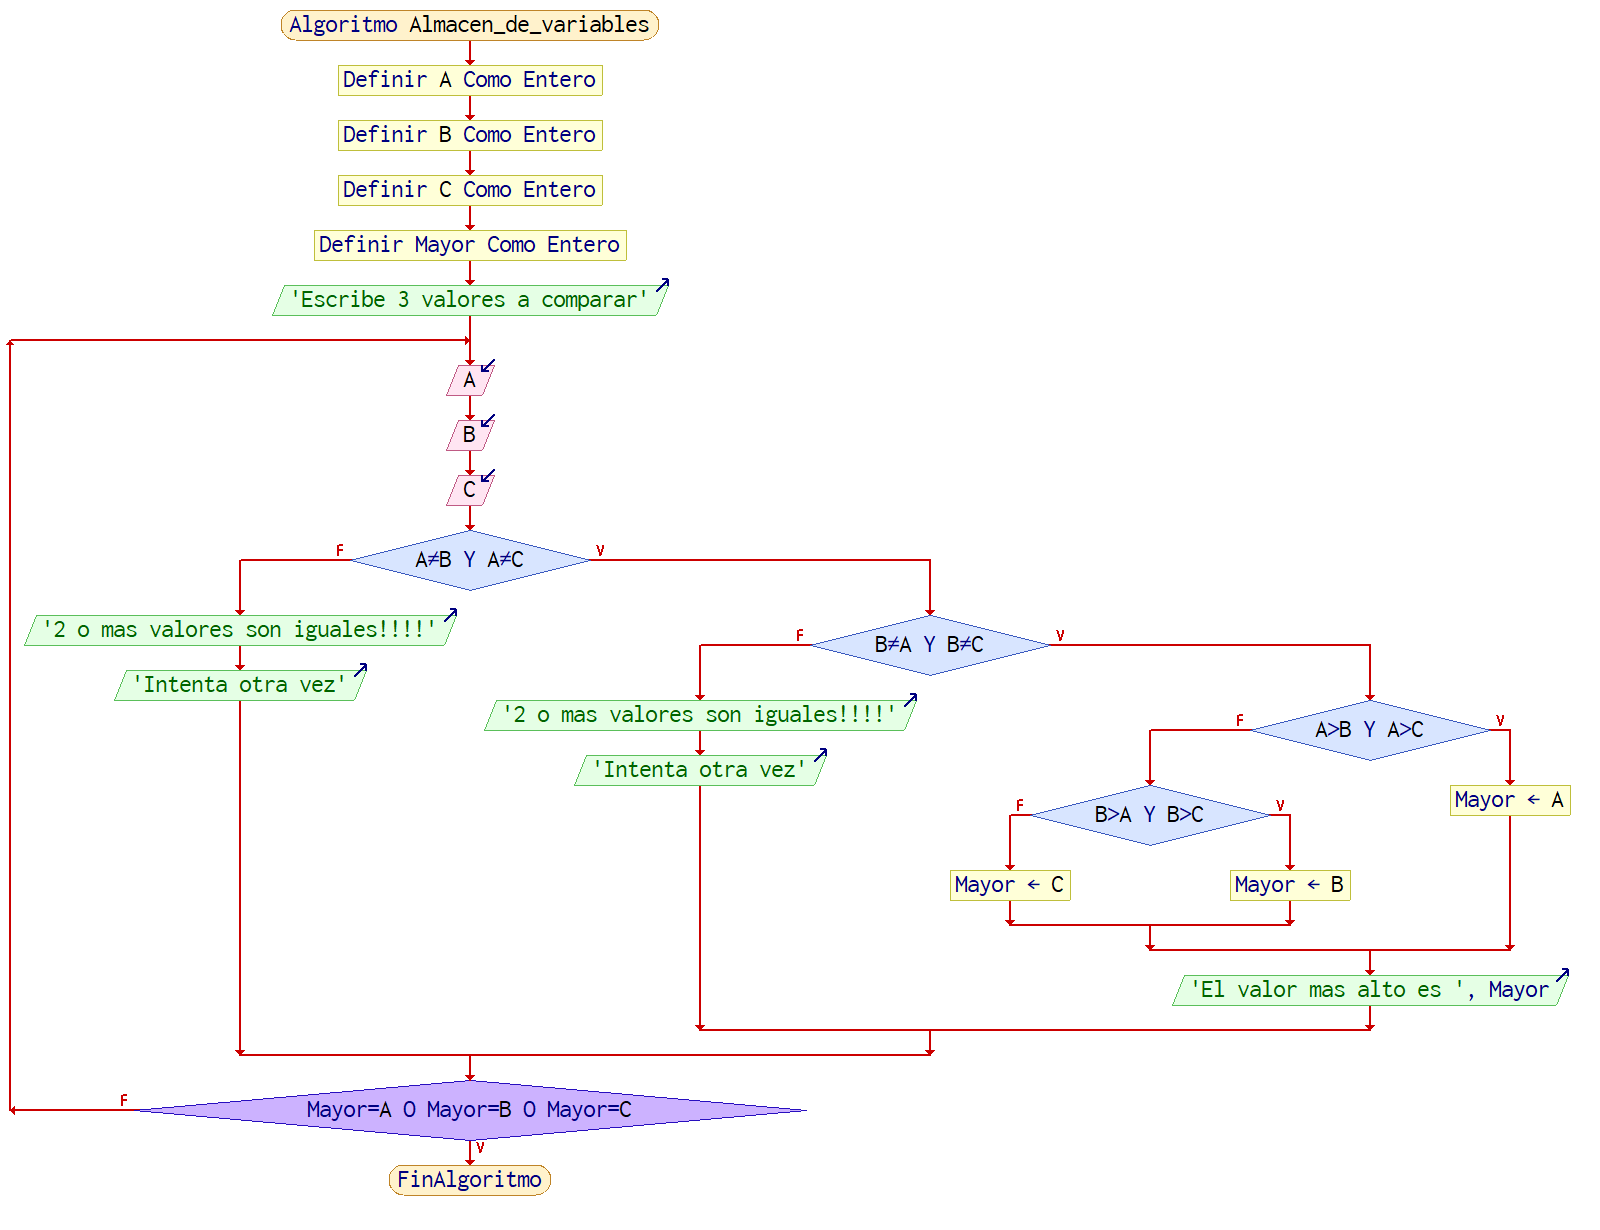 Algoritmo Almacen_de_variables
Definir A Como Entero
Definir B Como Entero
Definir C Como Entero
Definir Mayor Como Entero
'Escribe 3 valores a comparar'
A
B
C
F
A≠B Y A≠C
V
'2 o mas valores son iguales!!!!'
'Intenta otra vez'
F
B≠A Y B≠C
V
'2 o mas valores son iguales!!!!'
'Intenta otra vez'
F
A>B Y A>C
V
Mayor ← A
F
B>A Y B>C
V
Mayor ← C
Mayor ← B
'El valor mas alto es ', Mayor
F
Mayor=A O Mayor=B O Mayor=C
V
FinAlgoritmo